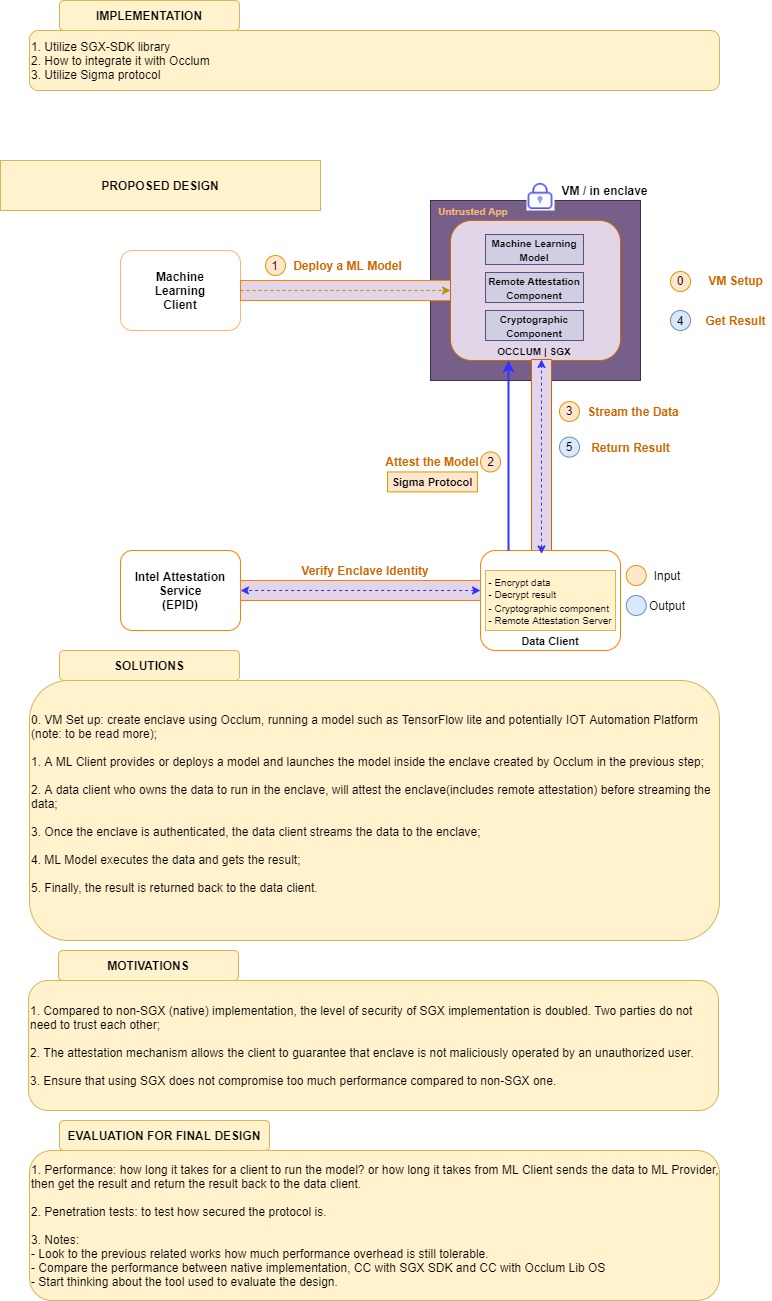 IMPLEMENTATION
1. Utilize SGX-SDK library
2. How to integrate it with Occlum
3. Utilize Sigma protocol
PROPOSED DESIGN
VM / in enclave
Untrusted App
Machine Learning
Model
Remote Attestation
Component
Cryptographic
Component
OCCLUM | SGX
Machine
Learning
Client
1
Deploy a ML Model
0
VM Setup
4
Get Result
3
Stream the Data
5
Return Result
Attest the Model
2
Sigma Protocol
Intel Attestation
Service
(EPID)
Verify Enclave Identity
- Encrypt data
- Decrypt result
- Cryptographic component
- Remote Attestation Server
Data Client
Input
Output
SOLUTIONS
0. VM Set up: create enclave using Occlum, running a model such as TensorFlow lite and potentially IOT Automation Platform
(note: to be read more);
1. A ML Client provides or deploys a model and launches the model inside the enclave created by Occlum in the previous step;
2. A data client who owns the data to run in the enclave, will attest the enclave(includes remote attestation) before streaming the
data;
3. Once the enclave is authenticated, the data client streams the data to the enclave;
4. ML Model executes the data and gets the result;
5. Finally, the result is returned back to the data client.
MOTIVATIONS
1. Compared to non-SGX (native) implementation, the level of security of SGX implementation is doubled. Two parties do not
need to trust each other;
2. The attestation mechanism allows the client to guarantee that enclave is not maliciously operated by an unauthorized user.
3. Ensure that using SGX does not compromise too much performance compared to non-SGX one.
EVALUATION FOR FINAL DESIGN
1. Performance: how long it takes for a client to run the model? or how long it takes from ML Client sends the data to ML Provider,
then get the result and return the result back to the data client.
2. Penetration tests: to test how secured the protocol is.
3. Notes:
- Look to the previous related works how much performance overhead is still tolerable.
- Compare the performance between native implementation, CC with SGX SDK and CC with Occlum Lib OS
- Start thinking about the tool used to evaluate the design.